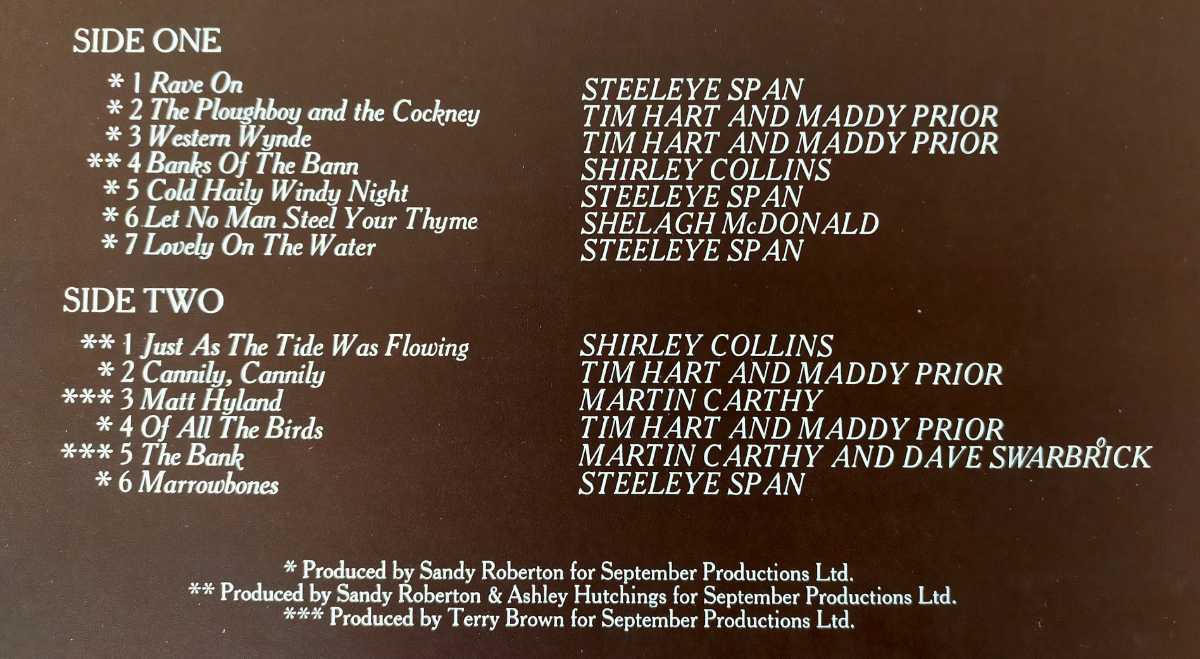 SIDE ONE
* 1 Rave On STEELEYE SPAN
* 2 The Ploughboy and the Cockney TIM HART AND MADDY PRIOR
* 3 Western Wynde TIM HART AND MADDY PRIOR
** 4 Banks Of The Bann SHIRLEY COLLINS
* 5 Cold Haily Windy Night STEELEYE SPAN
* 6 Let No Man Steel Your Thyme SHELAGH McDONALD
* 7 Lovely On The Water STEELEYE SPAN
SIDE TWO
** 1 Just As The Tide Was Flowing SHIRLEY COLLINS
* 2 Cannily, Cannily TIM HART AND MADDY PRIOR
*** 3 Matt Hyland MARTIN CARTHY
* 4 Of All The Birds TIM HART AND MADDY PRIOR
*** 5 The Bank MARTIN CARTHY AND DAVE SWARBRICK
* 6 Marrowbones STEELEYE SPAN
* Produced by Sandy Roberton for September Productions Ltd.
** Produced by Sandy Roberton & Ashley Hutchings for September Productions Ltd.
*** Produced by Terry Brown for September Productions Ltd.